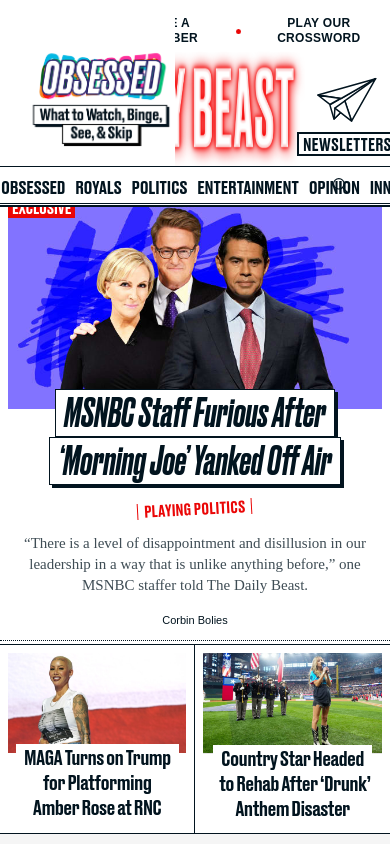 E A
BER
PLAY OUR
CROSSWORD
OBSESSED
What to Watch, Binge,
See, & Skip
Y BEAST
NEWSLETTERS
OBSESSED ROYALS POLITICS ENTERTAINMENT OPINION INN
EXCLUSIVE
MSNBC Staff Furious After
‘Morning Joe’ Yanked Off Air
PLAYING POLITICS
“There is a level of disappointment and disillusion in our
leadership in a way that is unlike anything before,” one
MSNBC staffer told The Daily Beast.
Corbin Bolies
MAGA Turns on Trump
for Platforming
Amber Rose at RNC
Country Star Headed
to Rehab After ‘Drunk’
Anthem Disaster